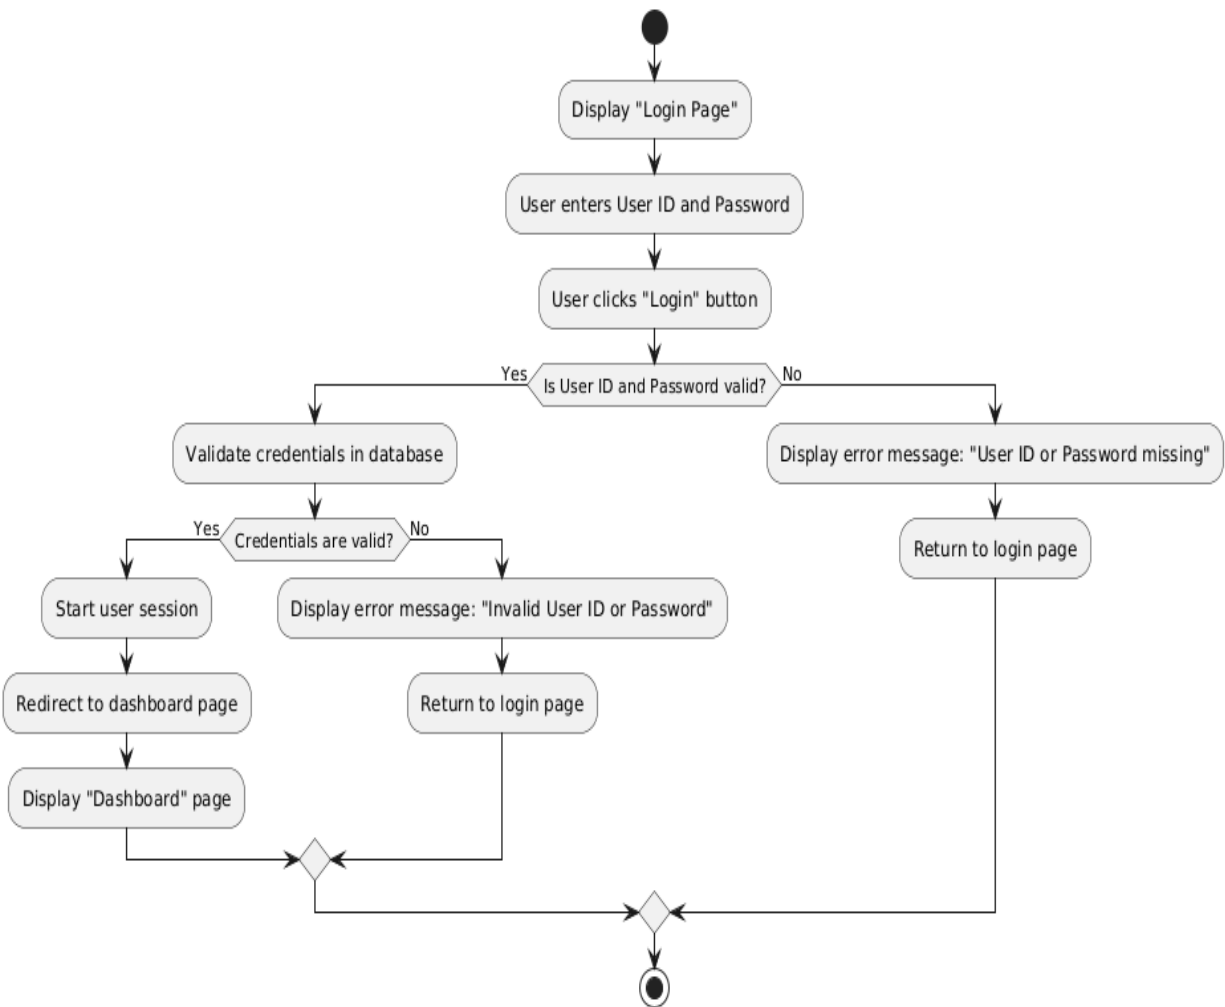 Display "Login Page"
User enters User ID and Password
User clicks "Login" button
Is User ID and Password valid?
Yes
No
Validate credentials in database
Display error message: "User ID or Password missing"
Credentials are valid?
Yes
No
Return to login page
Start user session
Display error message: "Invalid User ID or Password"
Redirect to dashboard page
Return to login page
Display "Dashboard" page